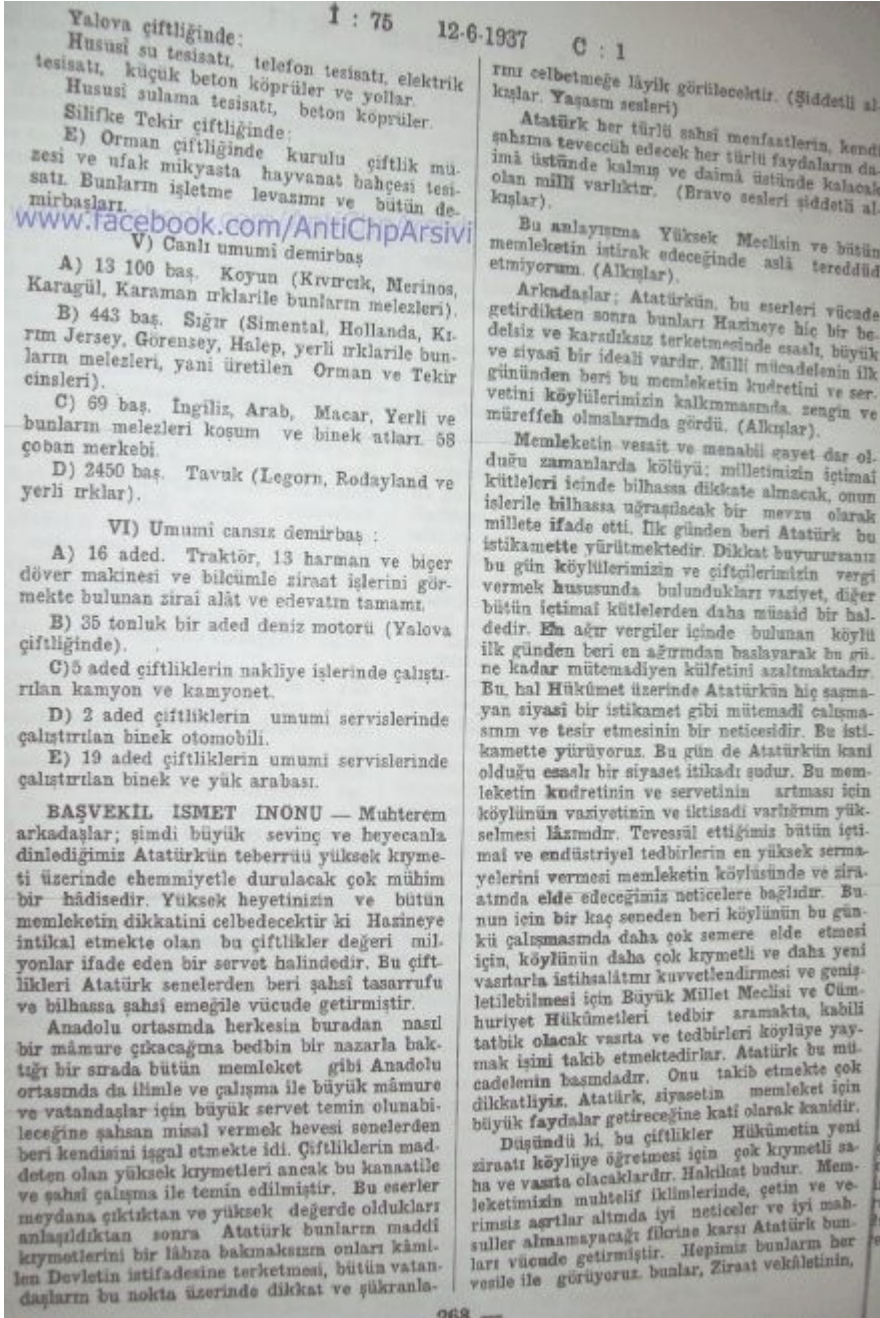 İ : 75 12-6-1937 C : 1
Yalova çiftliğinde:
Hususî su tesisatı, telefon tesisatı, elektrik
tesisatı, küçük beton köprüler ve yollar.
Hususî sulama tesisatı, beton köprüler.
Silifke Tekir çiftliğinde:
E) Orman çiftliğinde kurulu çiftlik mü-
zesi ve ufak mikyasta hayvanat bahçesi tesi-
satı. Bunların işletme levazımı ve bütün de-
mirbaşları.
www.facebook.com/AntiChpArsivi
V) Canlı umumî demirbaş
A) 13 100 baş. Koyun (Kıvırcık, Merinos,
Karagül, Karaman ırklarile bunların melezleri).
B) 443 baş. Sığır (Simental, Hollanda, Kı-
rım Jersey, Görensey, Halep, yerli ırklarile bun-
ların melezleri, yani üretilen Orman ve Tekir
cinsleri).
C) 69 baş. İngiliz, Arab, Macar, Yerli ve
bunların melezleri koşum ve binek atları. 58
çoban merkebi.
D) 2450 baş. Tavuk (Legorn, Rodayland ve
yerli ırklar).
VI) Umumî cansız demirbaş :
A) 16 aded. Traktör, 13 harman ve biçer
döver makinesi ve bilcümle ziraat işlerini gör-
mekte bulunan ziraî alât ve edevatın tamamı.
B) 35 tonluk bir aded deniz motorü (Yalova
çiftliğinde).
C)5 aded çiftliklerin nakliye işlerinde çalıştı-
rılan kamyon ve kamyonet.
D) 2 aded çiftliklerin umumî servislerinde
çalıştırılan binek otomobili.
E) 19 aded çiftliklerin umumî servislerinde
çalıştırılan binek ve yük arabası.
BAŞVEKİL İSMET İNÖNÜ — Muhterem
arkadaşlar; şimdi büyük sevinç ve heyecanla
dinlediğimiz Atatürkün teberrüü yüksek kıyme-
ti üzerinde ehemmiyetle durulacak çok mühim
bir hâdisedir. Yüksek heyetinizin ve bütün
memleketin dikkatini celbedecektir ki Hazineye
intikal etmekte olan bu çiftlikler değeri mil-
yonlar ifade eden bir servet halindedir. Bu çift-
likleri Atatürk senelerden beri şahsî tasarrufu
ve bilhassa şahsî emeğile vücude getirmiştir.
Anadolu ortasında herkesin buradan nasıl
bir mâmure çıkacağına bedbin bir nazarla bak-
tığı bir sırada bütün memleket gibi Anadolu
ortasında da ilimle ve çalışma ile büyük mâmure
ve vatandaşlar için büyük servet temin olunabi-
leceğine şahsan misal vermek hevesi senelerden
beri kendisini işgal etmekte idi. Çiftliklerin mad-
deten olan yüksek kıymetleri ancak bu kanaatile
ve şahsî çalışma ile temin edilmiştir. Bu eserler
meydana çıktıktan ve yüksek değerde oldukları
anlaşıldıktan sonra Atatürk bunların maddî
kıymetlerini bir lâhza bakmaksızın onları kâmi-
len Devletin istifadesine terketmesi, bütün vatan-
daşların bu nokta üzerinde dikkat ve şükranla-
rını celbetmeğe lâyik görülecektir. (Şiddetli al-
kışlar. Yaşasın sesleri)
Atatürk her türlü şahsî menfaatlerin, kendi
şahsına teveccüh edecek her türlü faydaların da-
imâ üstünde kalmış ve daimâ üstünde kalacak
olan millî varlıktır. (Bravo sesleri şiddetli al-
kışlar).
Bu anlayışıma Yüksek Meclisin ve bütün
memleketin iştirak edeceğinde aslâ tereddüd
etmiyorum. (Alkışlar).
Arkadaşlar; Atatürkün, bu eserleri vücude
getirdikten sonra bunları Hazineye hiç bir be-
delsiz ve karşılıksız terketmesinde esaslı, büyük
ve siyasî bir ideali vardır. Millî mücadelenin ilk
gününden beri bu memleketin kudretini ve ser-
vetini köylülerimizin kalkınmasında, zengin ve
müreffeh olmalarında gördü. (Alkışlar).
Memleketin vesait ve menabii gayet dar ol-
duğu zamanlarda kölüyü; milletimizin içtimaî
kütleleri içinde bilhassa dikkate alınacak, onun
işlerile bilhassa uğraşılacak bir mevzu olarak
millete ifade etti. İlk günden beri Atatürk bu
istikamette yürütmektedir. Dikkat buyurursanız
bu gün köylülerimizin ve çiftçilerimizin vergi
vermek hususunda bulundukları vaziyet, diğer
bütün içtimaî kütlelerden daha müsaid bir hal-
dedir. En ağır vergiler içinde bulunan köylü
ilk günden beri en ağırından başlayarak bu gü-
ne kadar mütemadiyen külfetini azaltmaktadır.
Bu, hal Hükûmet üzerinde Atatürkün hiç şaşma-
yan siyasî bir istikamet gibi mütemadî çalışma-
sının ve tesir etmesinin bir neticesidir. Bu isti-
kamette yürüyoruz. Bu gün de Atatürkün kani
olduğu esaslı bir siyaset itikadı şudur. Bu mem-
leketin kudretinin ve servetinin artması için
köylünün vaziyetinin ve iktisadî varlığının yük-
selmesi lâzımdır. Tevessül ettiğimiz bütün içti-
maî ve endüstriyel tedbirlerin en yüksek serma-
yelerini vermesi memleketin köylüsünde ve zira-
atında elde edeceğimiz neticelere bağlıdır. Bu-
nun için bir kaç seneden beri köylünün bu gün-
kü çalışmasında daha çok semere elde etmesi
için, köylünün daha çok kıymetli ve daha yeni
vasıtarla istihsalâtını kuvvetlendirmesi ve geniş-
letilebilmesi için Büyük Millet Meclisi ve Cüm-
huriyet Hükûmetleri tedbir aramakta, kabili
tatbik olacak vasıta ve tedbirleri köylüye yay-
mak işini takib etmektedirlar. Atatürk bu mü-
cadelenin başındadır. Onu takib etmekte çok
dikkatliyiz. Atatürk, siyasetin memleket için
büyük faydalar getireceğine katî olarak kanidir.
Düşündü ki, bu çiftlikler Hükûmetin yeni
ziraatı köylüye öğretmesi için çok kıymetli sa-
ha ve vasıta olacaklardır. Hakikat budur. Mem-
leketimizin muhtelif iklimlerinde, çetin ve ve-
rimsiz şartlar altında iyi neticeler ve iyi mah-
suller alınamayacağı fikrine karşı Atatürk bun-
ları vücude getirmiştir. Hepimiz bunların her
vesile ile görüyoruz. bunlar, Ziraat vekâletinin,
268 —